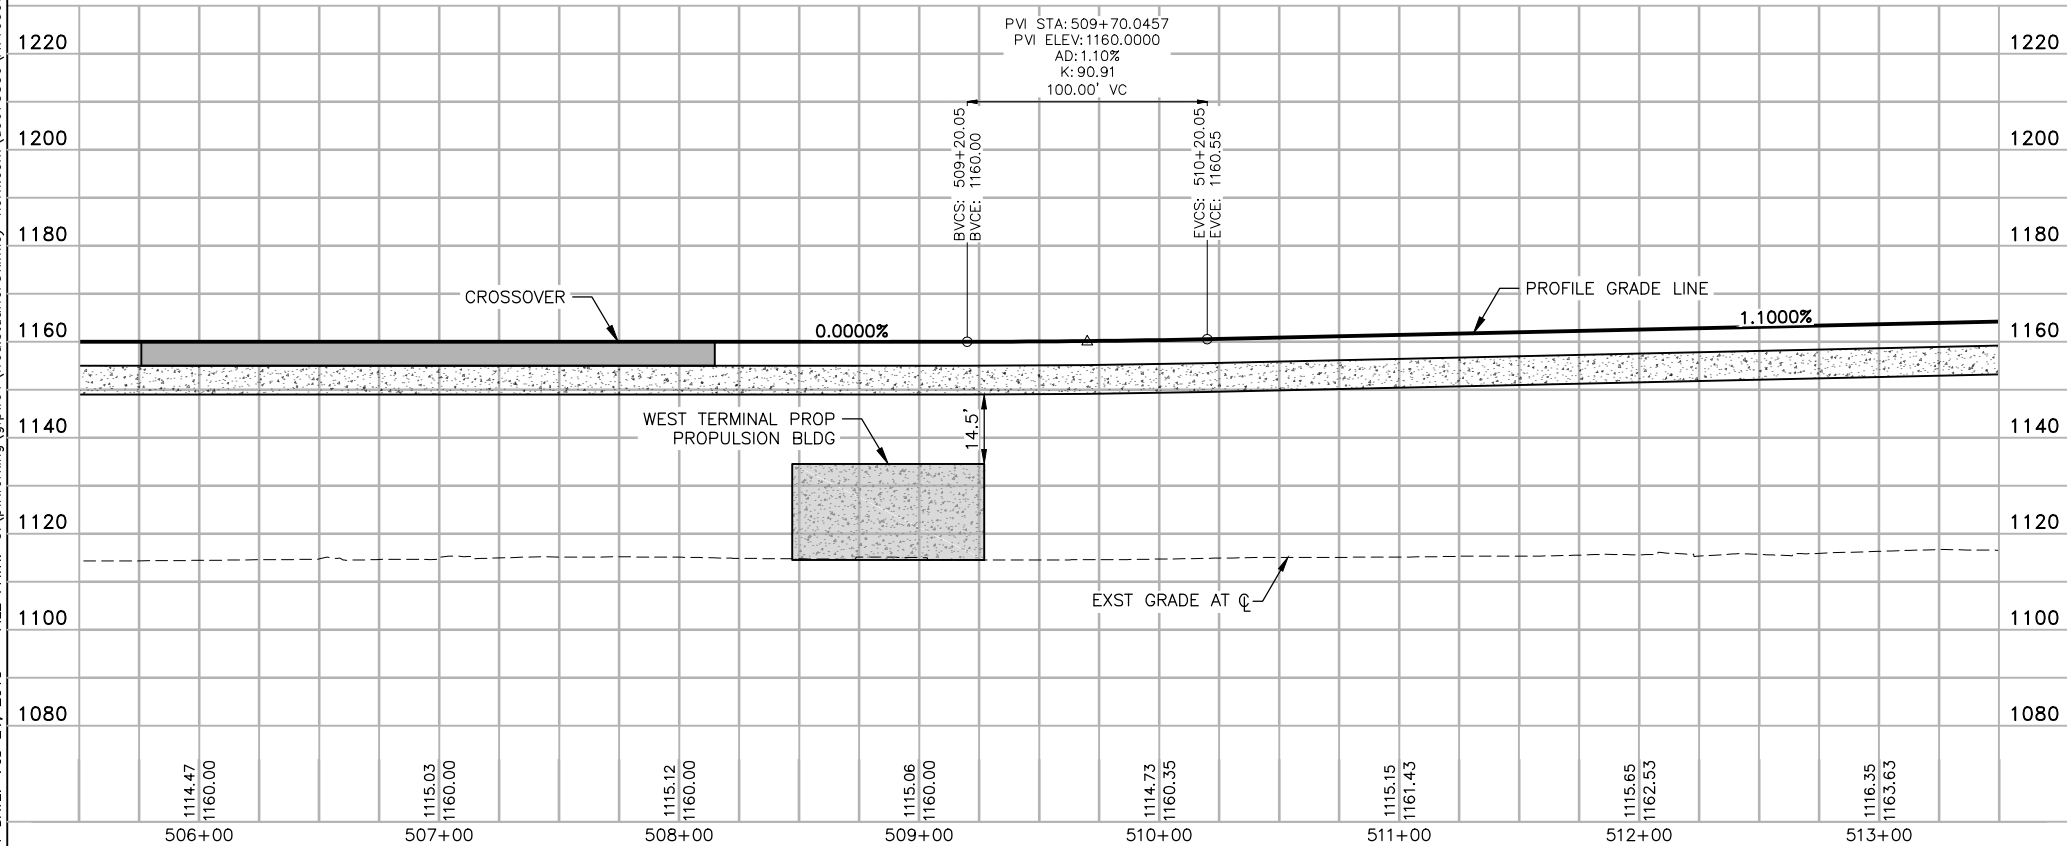 PVI STA: 509+70.0457
PVI ELEV: 1160.0000
AD: 1.10%
K: 90.91
100.00' VC
BVCS: 509+20.05
BVCE: 1160.00
EVCS: 510+20.05
EVCE: 1160.55
1220 1220
1200 1200
1180 1180
CROSSOVER
PROFILE GRADE LINE
1160 0.0000% 1.1000% 1160
WEST TERMINAL PROP
PROPULSION BLDG
14.5'
1140 1140
1120 1120
EXST GRADE AT ℄
1100 1100
1080 1080
1114.47
1160.00
1115.03
1160.00
1115.12
1160.00
1115.06
1160.00
1114.73
1160.35
1115.15
1161.43
1115.65
1162.53
1116.35
1163.63
506+00 507+00 508+00 509+00 510+00 511+00 512+00 513+00